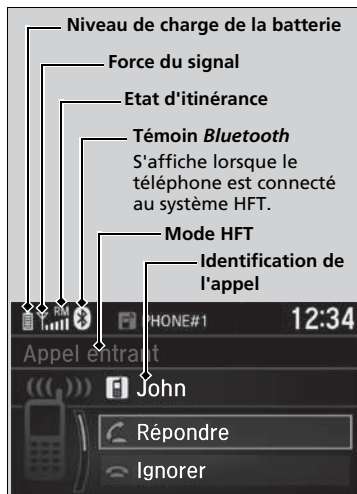 Niveau de charge de la batterie
Force du signal
Etat d'itinérance
Témoin Bluetooth
S'affiche lorsque le
téléphone est connecté
au système HFT.
Mode HFT
Identification de
l'appel
RM
PHONE#1
12:34
Appel entrant
John
Répondre
Ignorer